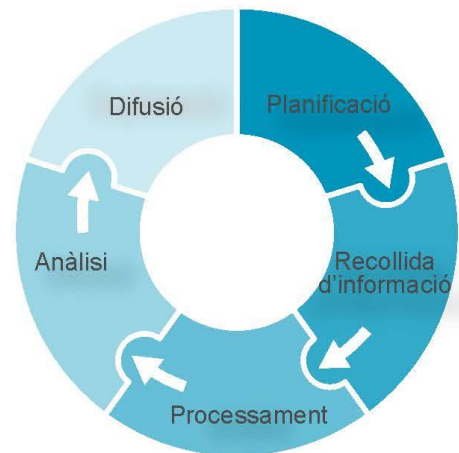 Difusió
Planificació
Recollida
d'informació
Processament
Anàlisi